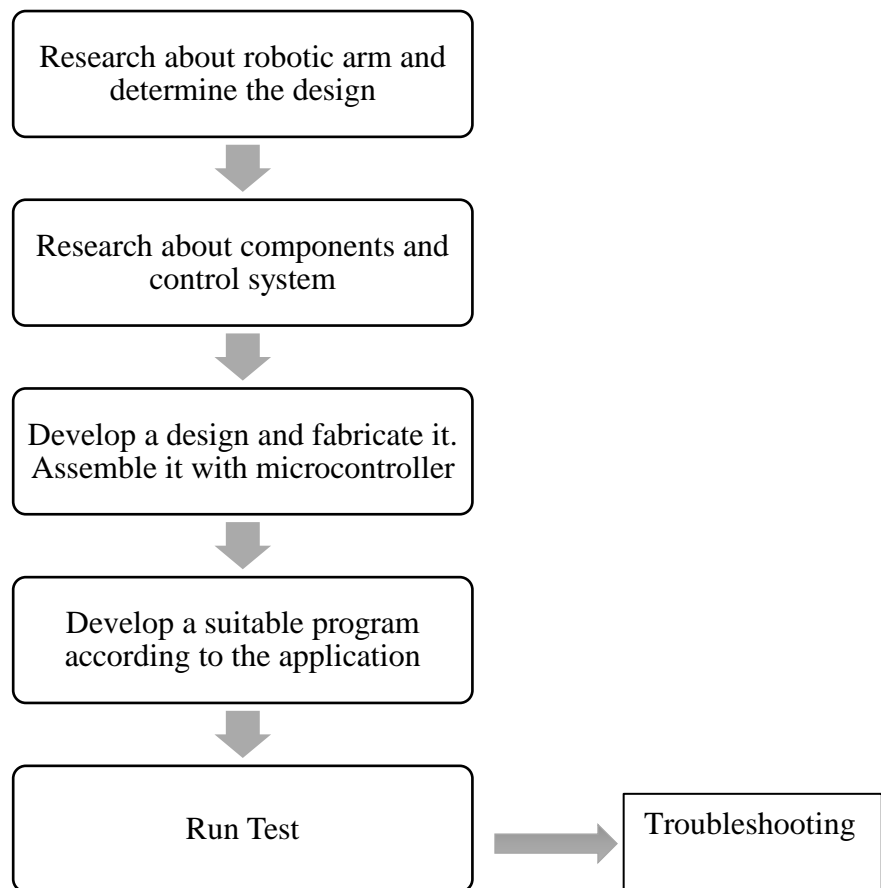 Research about robotic arm and
determine the design
Research about components and
control system
Develop a design and fabricate it.
Assemble it with microcontroller
Develop a suitable program
according to the application
Run Test
Troubleshooting